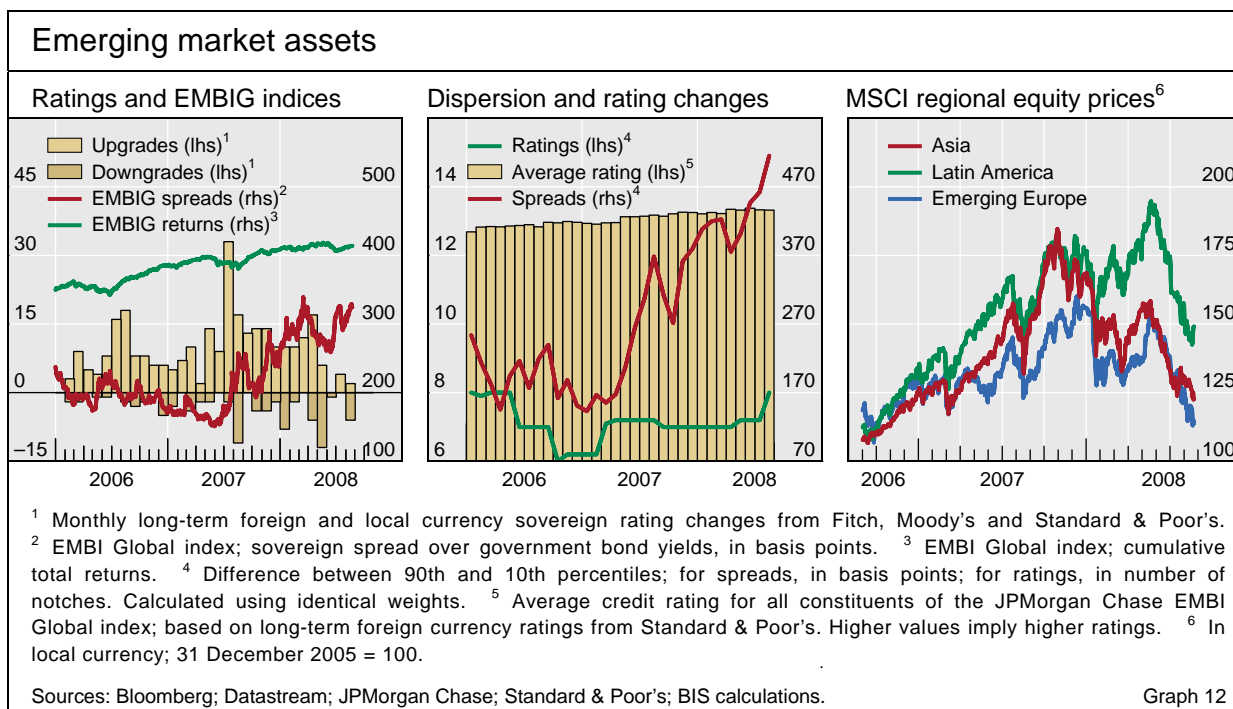 Emerging market assets
Ratings and EMBIG indices
Upgrades (lhs)1
Downgrades (lhs)1
EMBIG spreads (rhs)2
EMBIG returns (rhs)3
45
30
15
0
–15
500
400
300
200
100
2006 2007 2008
Dispersion and rating changes
Ratings (lhs)4
Average rating (lhs)5
Spreads (rhs)4
14
12
10
8
6
470
370
270
170
70
2006 2007 2008
MSCI regional equity prices6
Asia
Latin America
Emerging Europe
200
175
150
125
100
2006 2007 2008
1 Monthly long-term foreign and local currency sovereign rating changes from Fitch, Moody's and Standard & Poor's.
2 EMBI Global index; sovereign spread over government bond yields, in basis points. 3 EMBI Global index; cumulative
total returns. 4 Difference between 90th and 10th percentiles; for spreads, in basis points; for ratings, in number of
notches. Calculated using identical weights. 5 Average credit rating for all constituents of the JPMorgan Chase EMBI
Global index; based on long-term foreign currency ratings from Standard & Poor's. Higher values imply higher ratings. 6 In
local currency; 31 December 2005 = 100.
.
Sources: Bloomberg; Datastream; JPMorgan Chase; Standard & Poor's; BIS calculations. Graph 12